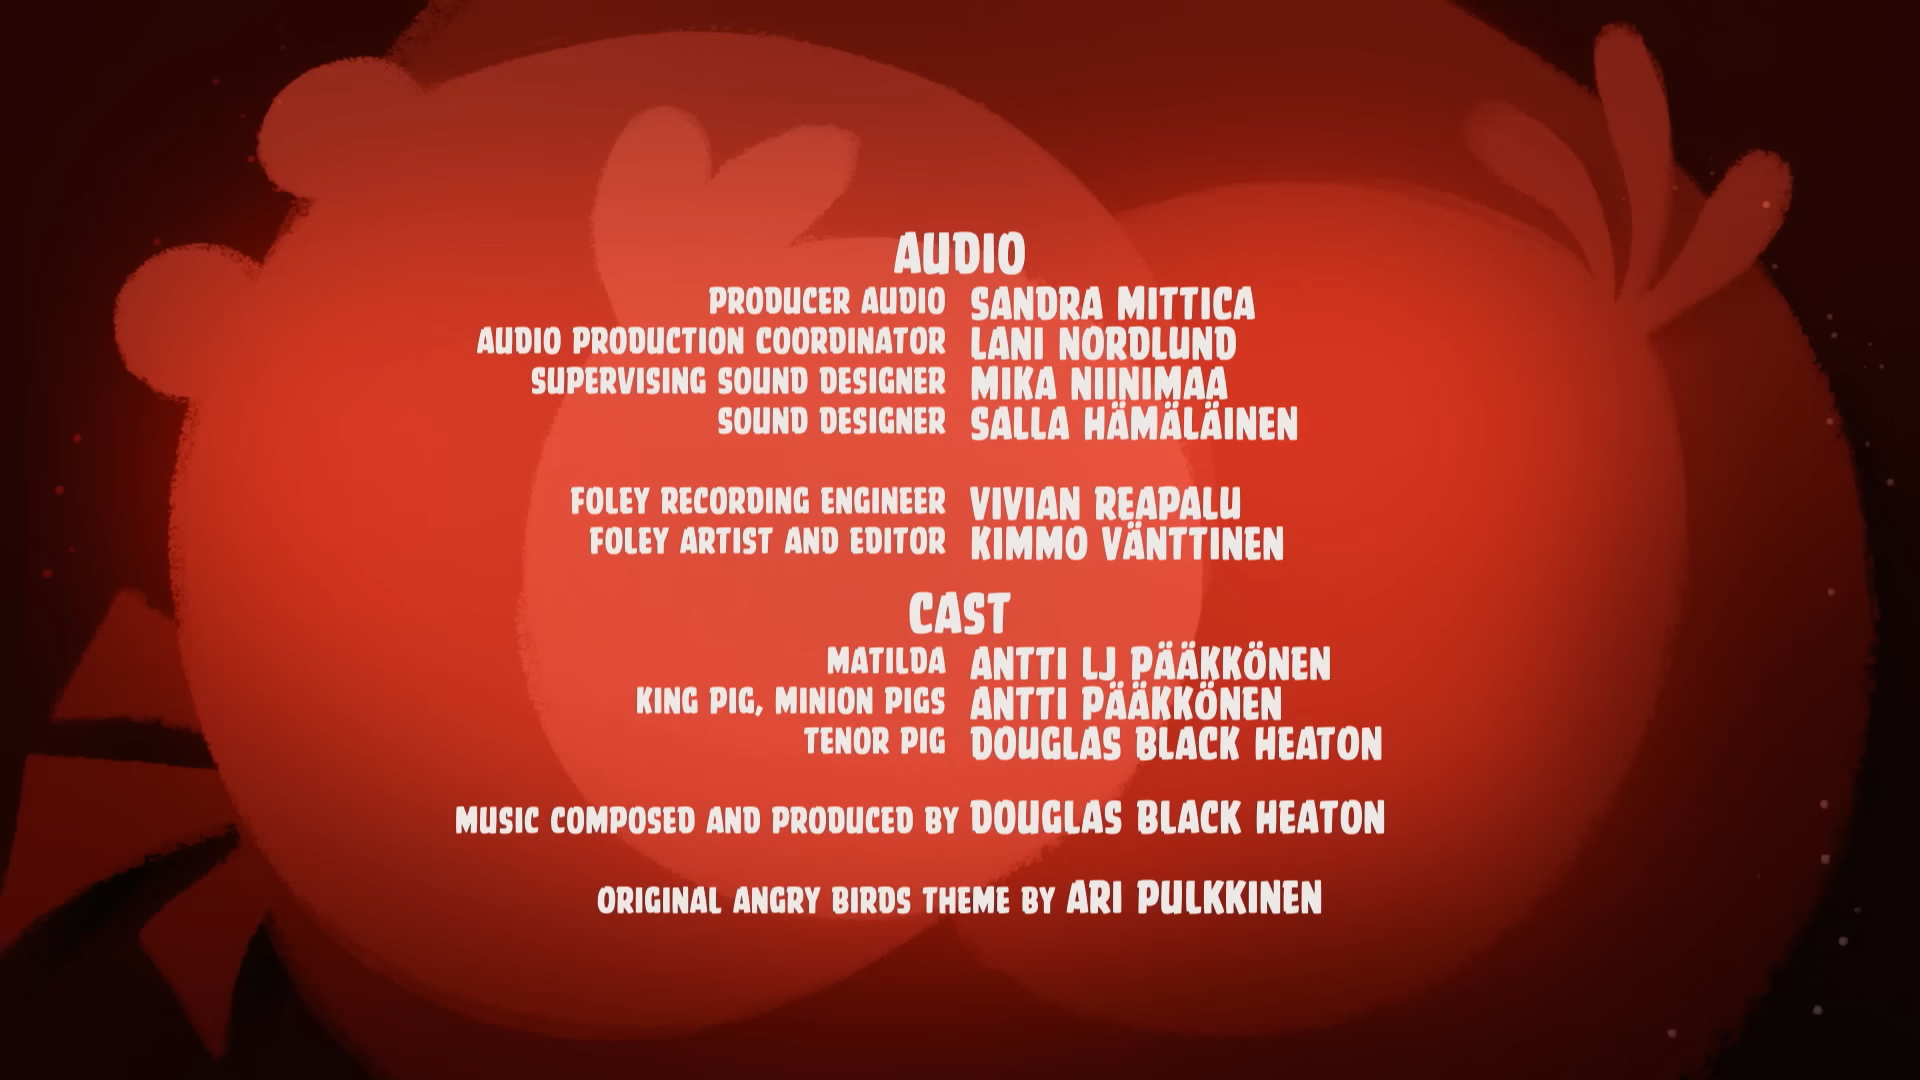 AUDIO
PRODUCER AUDIO SANDRA MITTICA
AUDIO PRODUCTION COORDINATOR LANI NORDLUND
SUPERVISING SOUND DESIGNER MIKA NIINIMAA
SOUND DESIGNER SALLA HÄMÄLÄINEN
FOLEY RECORDING ENGINEER VIVIAN REAPALU
FOLEY ARTIST AND EDITOR KIMMO VÄNTTINEN
CAST
MATILDA ANTTI LJ PÄÄKKÖNEN
KING PIG, MINION PIGS ANTTI PÄÄKKÖNEN
TENOR PIG DOUGLAS BLACK HEATON
MUSIC COMPOSED AND PRODUCED BY DOUGLAS BLACK HEATON
ORIGINAL ANGRY BIRDS THEME BY ARI PULKKINEN